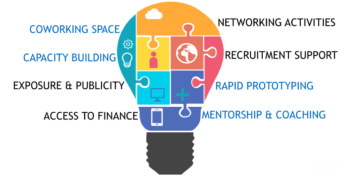 COWORKING SPACE
CAPACITY BUILDING
EXPOSURE & PUBLICITY
ACCESS TO FINANCE
NETWORKING ACTIVITIES
RECRUITMENT SUPPORT
RAPID PROTOTYPING
MENTORSHIP & COACHING